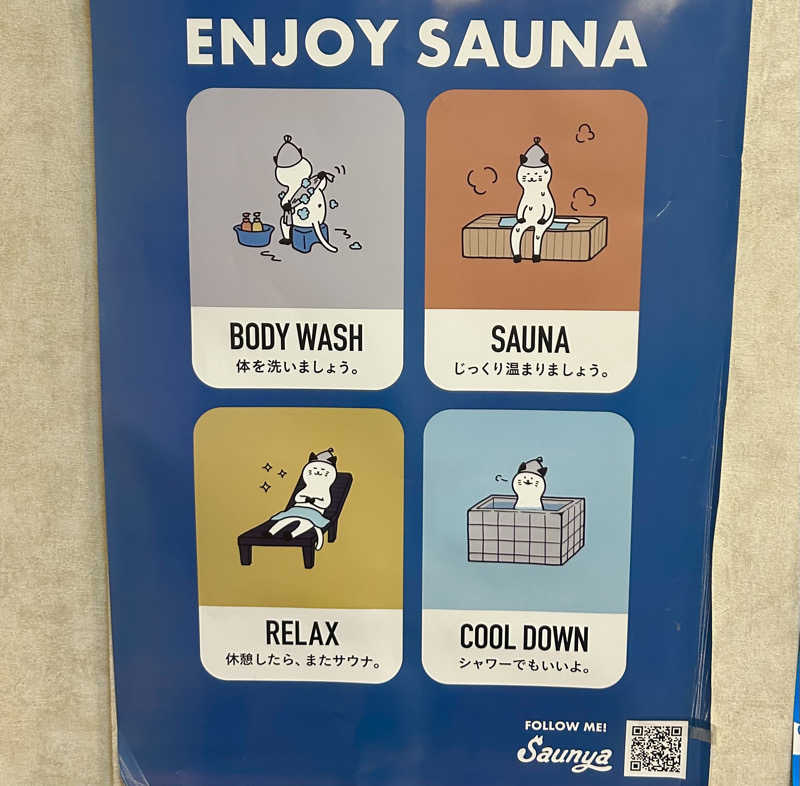 ENJOY SAUNA
BODY WASH
体を洗いましょう。
SAUNA
じっくり温まりましょう。
RELAX
休憩したら、またサウナ。
COOL DOWN
シャワーでもいいよ。
FOLLOW ME!
Saunya